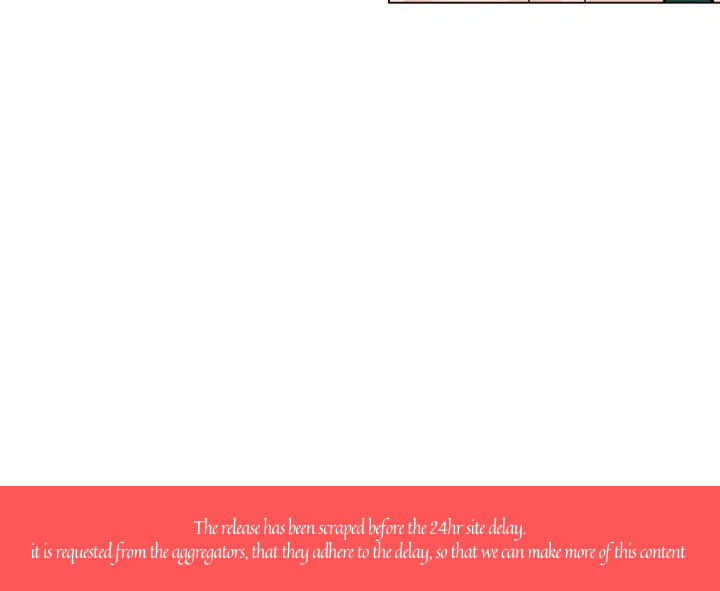 The release has been scraped before the 24hr site delay.
it is requested from the aggregators, that they adhere to the delay, so that we can make more of this content